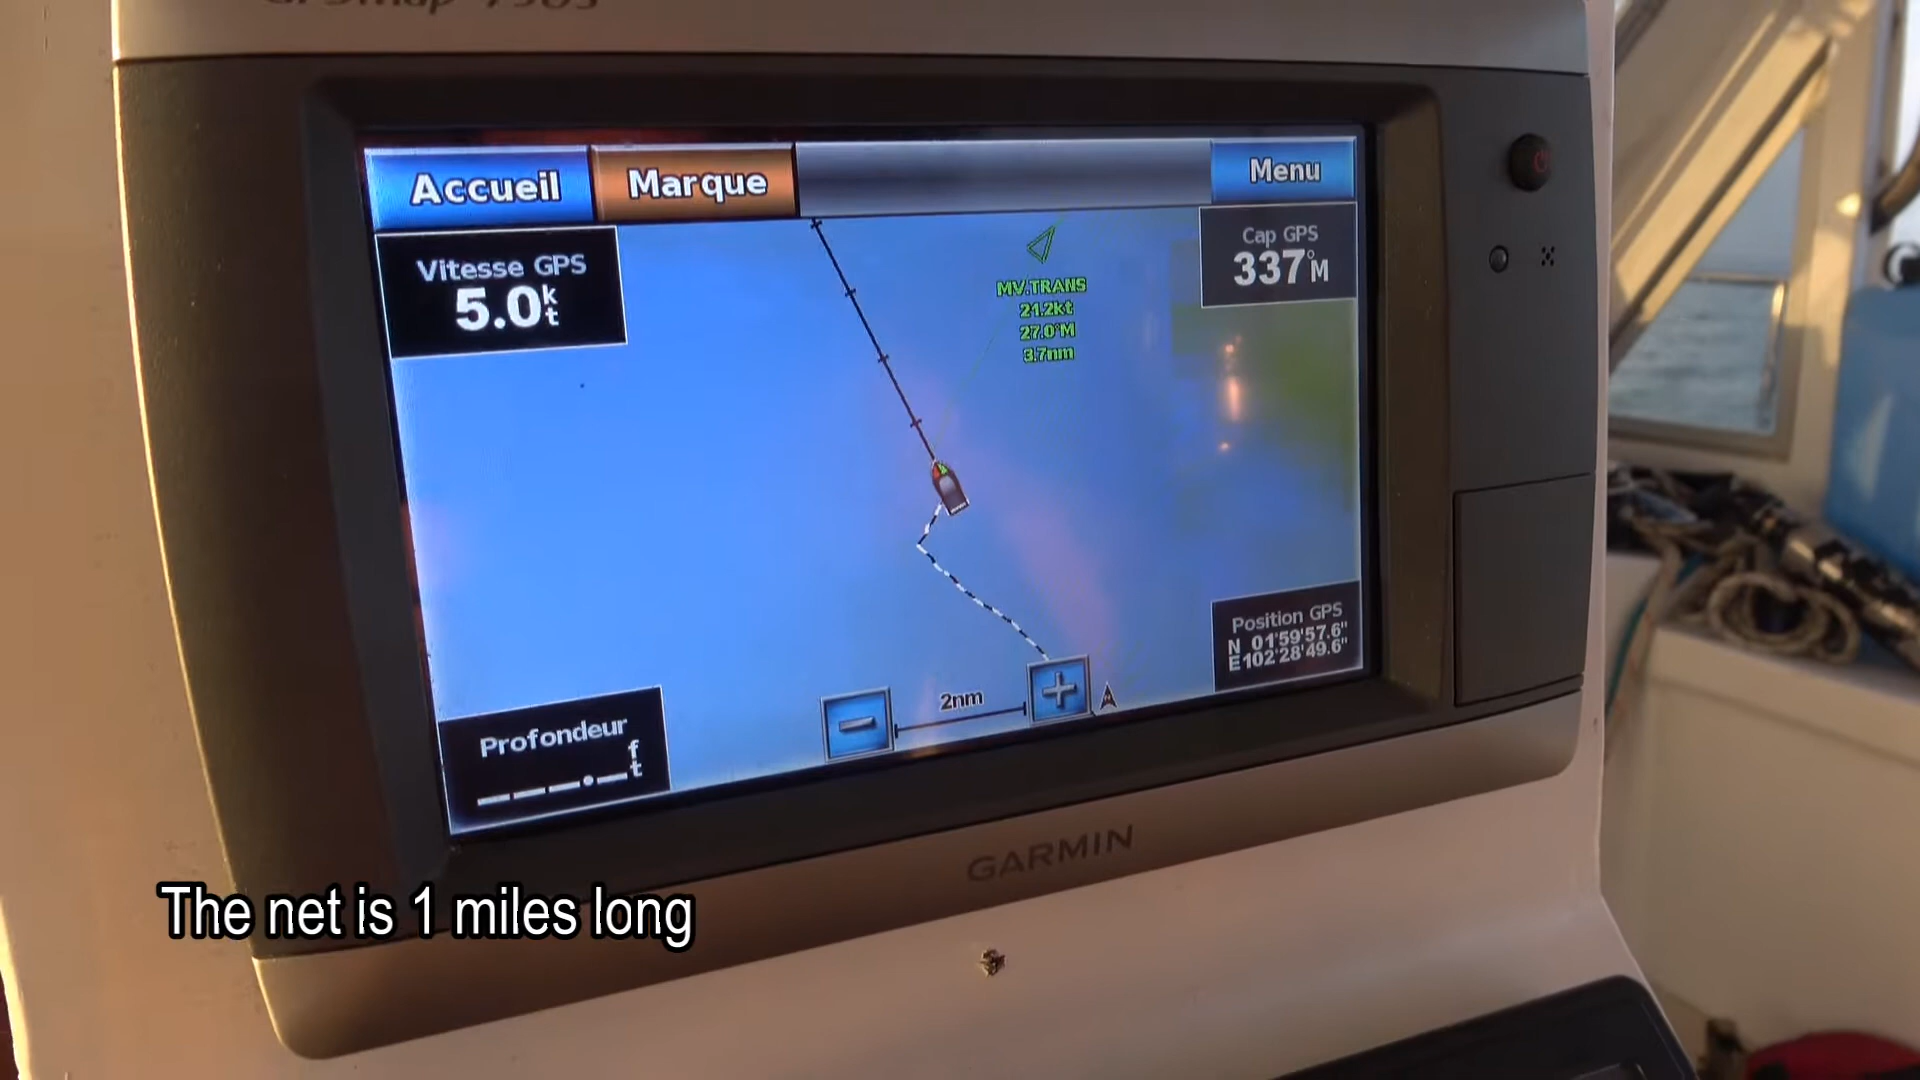 Accueil
Marque
Menu
Vitesse GPS
5.0kt
Cap GPS
337°M
MV.TRANS
21.2kt
27.0°M
3.7nm
Position GPS
N 01°59'57.6"
E102°28'49.6"
2nm
Profondeur
ft
GARMIN
The net is 1 miles long